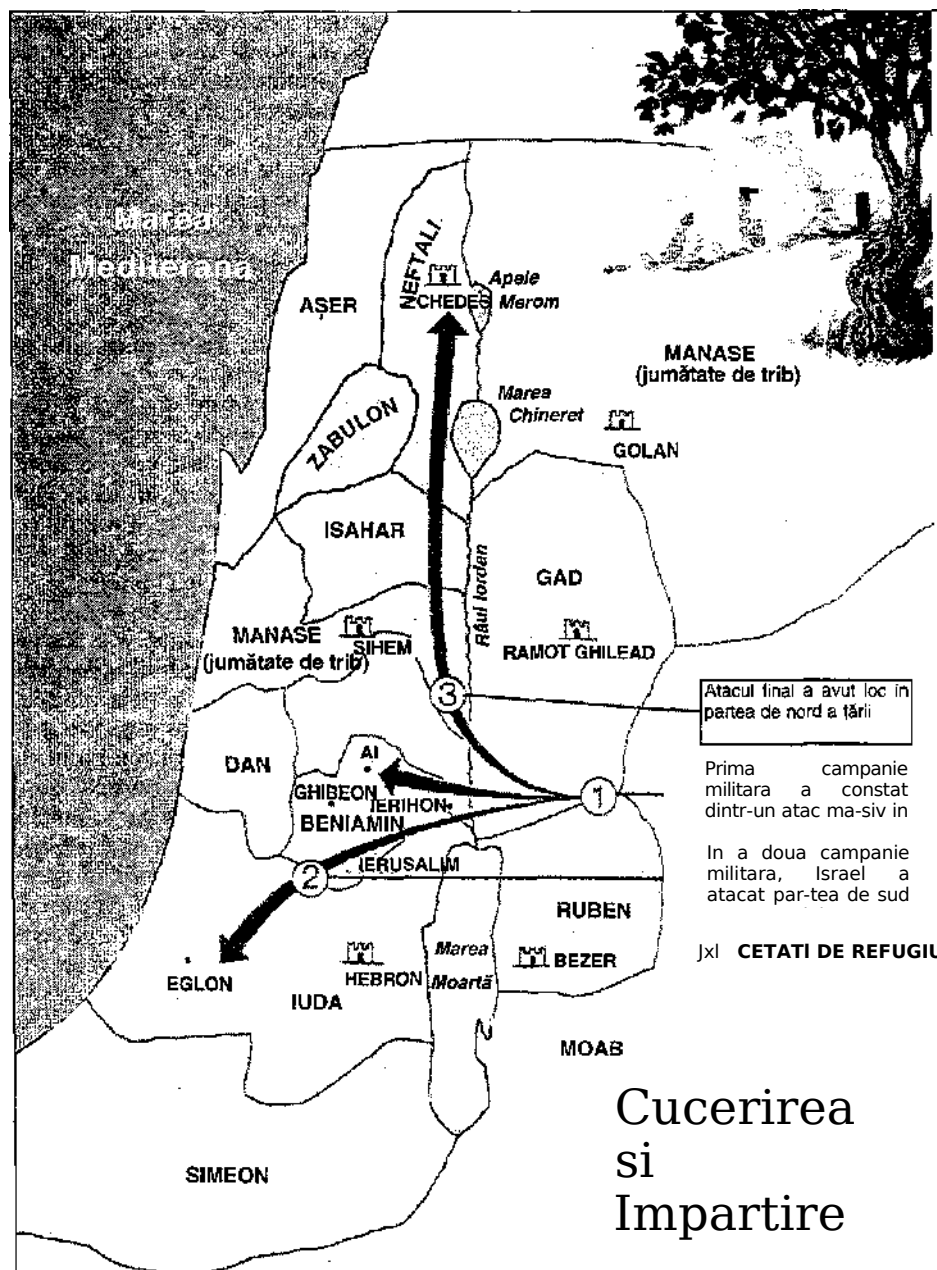 Marea
Mediterana
AȘER
NEFTALI
CHEDEȘ
Apele
Merom
MANASE
(jumătate de trib)
Marea
Chineret
GOLAN
ZABULON
ISAHAR
GAD
Râul Iordan
MANASE
(jumătate de trib)
SIHEM
RAMOT GHILEAD
3
Atacul final a avut loc in
partea de nord a țării
DAN
AI
GHIBEON
IERIHON
BENIAMIN
1
Prima campanie
militara a constat
dintr-un atac ma-siv in
IERUSALIM
2
In a doua campanie
militara, Israel a
atacat par-tea de sud
RUBEN
EGLON
HEBRON
IUDA
Marea
Moartă
BEZER
Jxl CETATI DE REFUGIU
MOAB
SIMEON
Cucerirea
si
Impartire